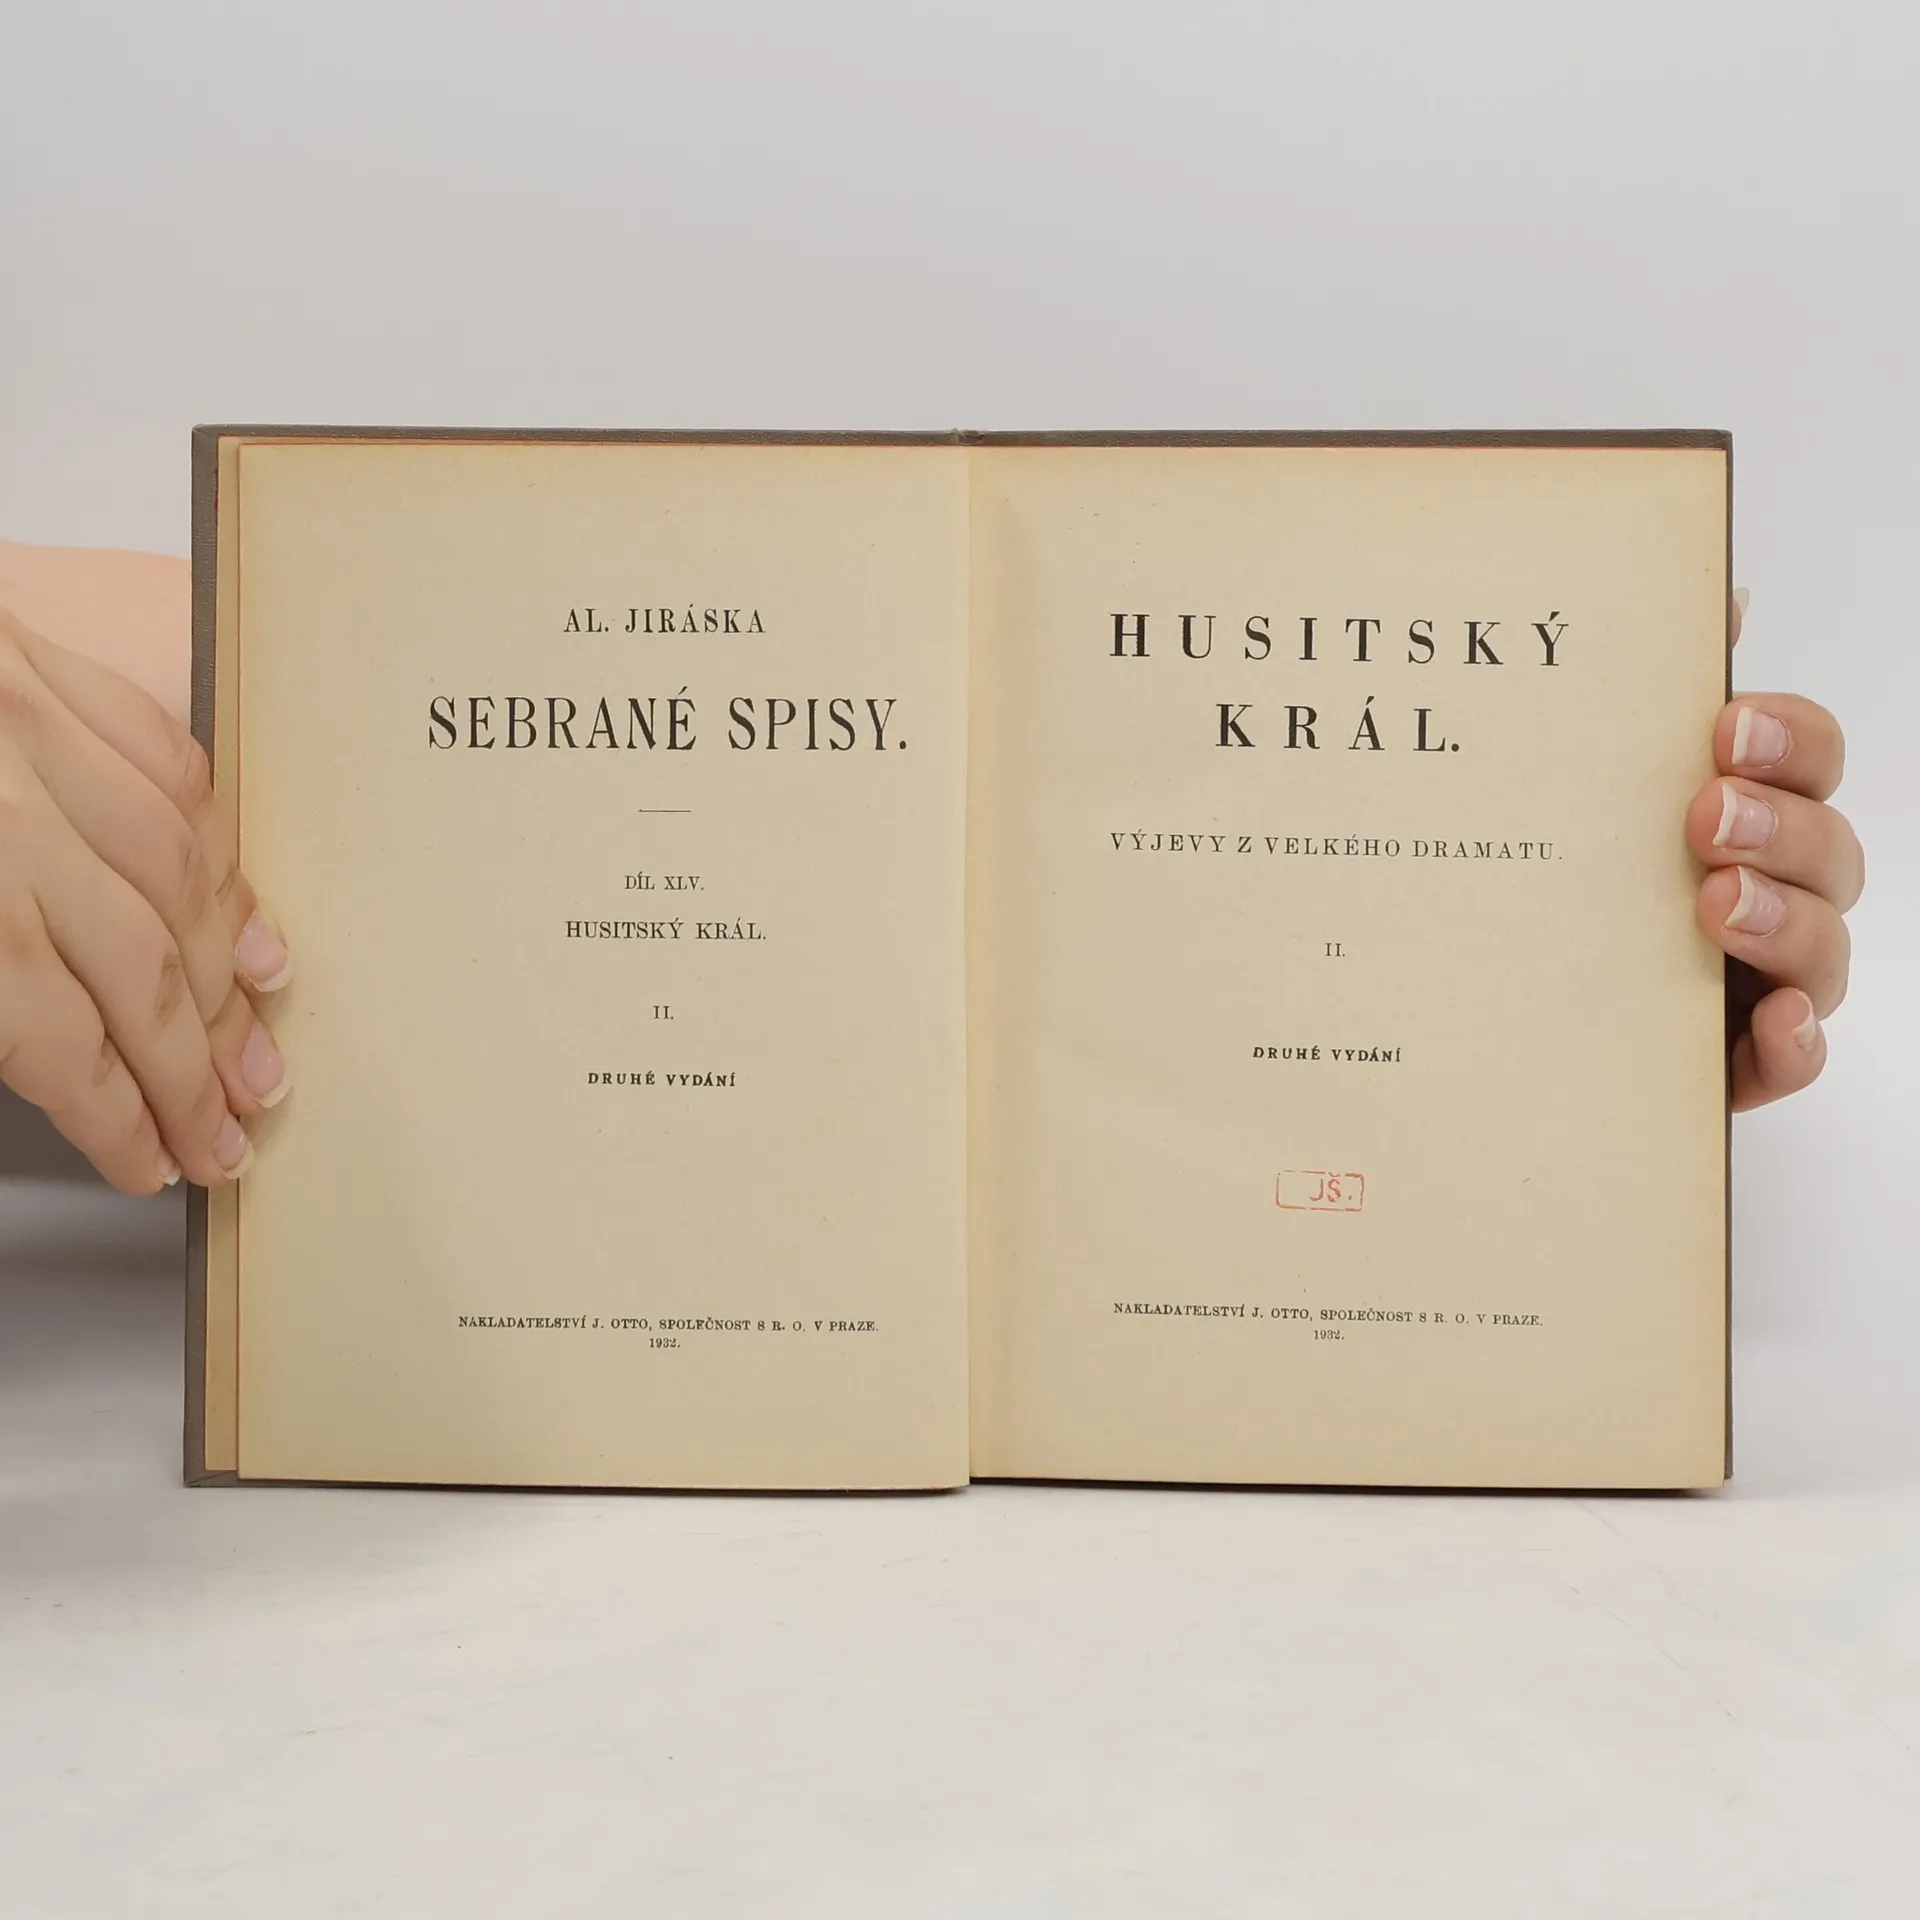 AL. JIRÁSKA
SEBRANÉ SPISY.
DÍL XLV.
HUSITSKÝ KRÁL.
II.
DRUHÉ VYDÁNÍ
NAKLADATELSTVÍ J. OTTO, SPOLEČNOST S R. O. V PRAZE.
1932.
HUSITSKÝ
KRÁL.
VÝJEVY Z VELKÉHO DRAMATU.
II.
DRUHÉ VYDÁNÍ
JŠ.
NAKLADATELSTVÍ J. OTTO, SPOLEČNOST S R. O. V PRAZE.
1932.